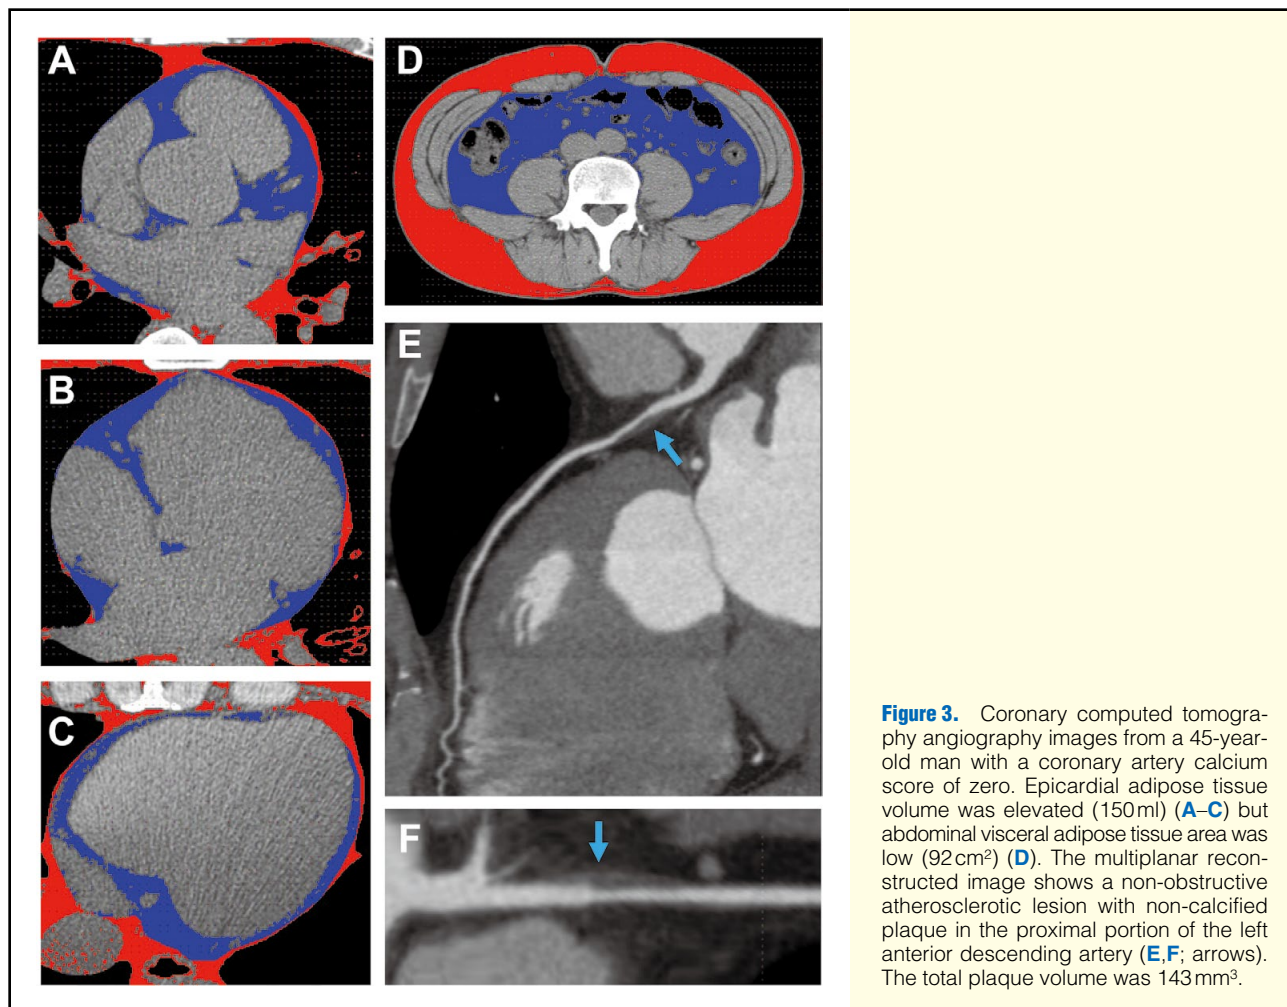 A
B
C
D
E
F
Figure 3. Coronary computed tomogra-
phy angiography images from a 45-year-
old man with a coronary artery calcium
score of zero. Epicardial adipose tissue
volume was elevated (150 ml) (A–C) but
abdominal visceral adipose tissue area was
low (92 cm²) (D). The multiplanar recon-
structed image shows a non-obstructive
atherosclerotic lesion with non-calcified
plaque in the proximal portion of the left
anterior descending artery (E,F; arrows).
The total plaque volume was 143 mm³.